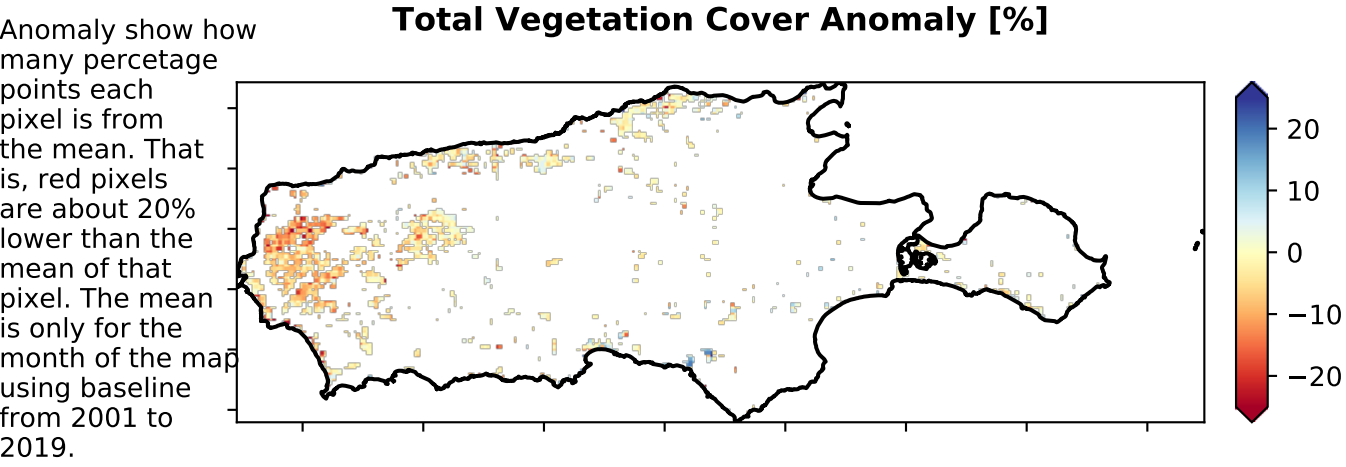 Total Vegetation Cover Anomaly [%]
Anomaly show how
many percetage
points each
pixel is from
the mean. That
is, red pixels
are about 20%
lower than the
mean of that
pixel. The mean
is only for the
month of the map
using baseline
from 2001 to
2019.
20
10
0
−10
−20